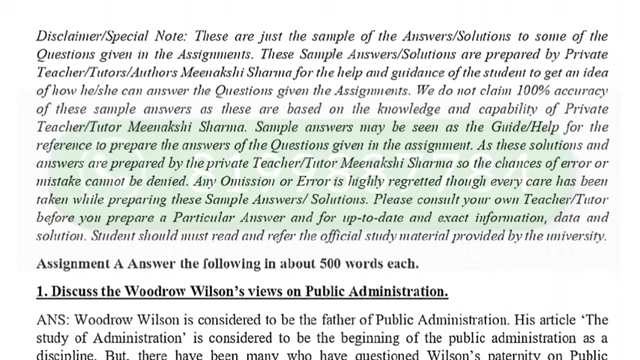 Disclaimer/Special Note: These are just the sample of the Answers/Solutions to some of the
Questions given in the Assignments. These Sample Answers/Solutions are prepared by Private
Teacher/Tutors/Authors Meenakshi Sharma for the help and guidance of the student to get an idea
of how he/she can answer the Questions given the Assignments. We do not claim 100% accuracy
of these sample answers as these are based on the knowledge and capability of Private
Teacher/Tutor Meenakshi Sharma. Sample answers may be seen as the Guide/Help for the
reference to prepare the answers of the Questions given in the assignment. As these solutions and
answers are prepared by the private Teacher/Tutor Meenakshi Sharma so the chances of error or
mistake cannot be denied. Any Omission or Error is highly regretted though every care has been
taken while preparing these Sample Answers/ Solutions. Please consult your own Teacher/Tutor
before you prepare a Particular Answer and for up-to-date and exact information, data and
solution. Student should must read and refer the official study material provided by the university.
Assignment A Answer the following in about 500 words each.
1. Discuss the Woodrow Wilson's views on Public Administration.
ANS: Woodrow Wilson is considered to be the father of Public Administration. His article 'The
study of Administration' is considered to be the beginning of the public administration as a
discipline. But, there have been many who have questioned Wilson's paternity on Public